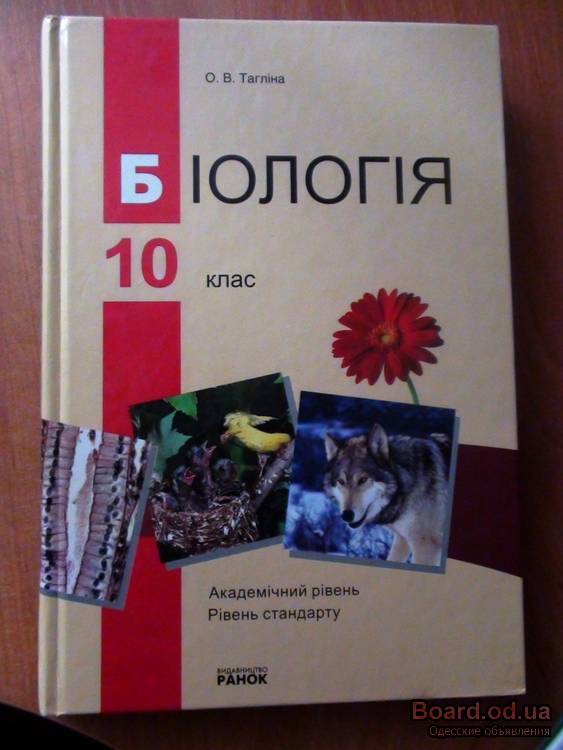 О. В. Тагліна
БІОЛОГІЯ
10 клас
Академічний рівень
Рівень стандарту
ВИДАВНИЦТВО
РАНОК
Board.od.ua
Одесские объявления